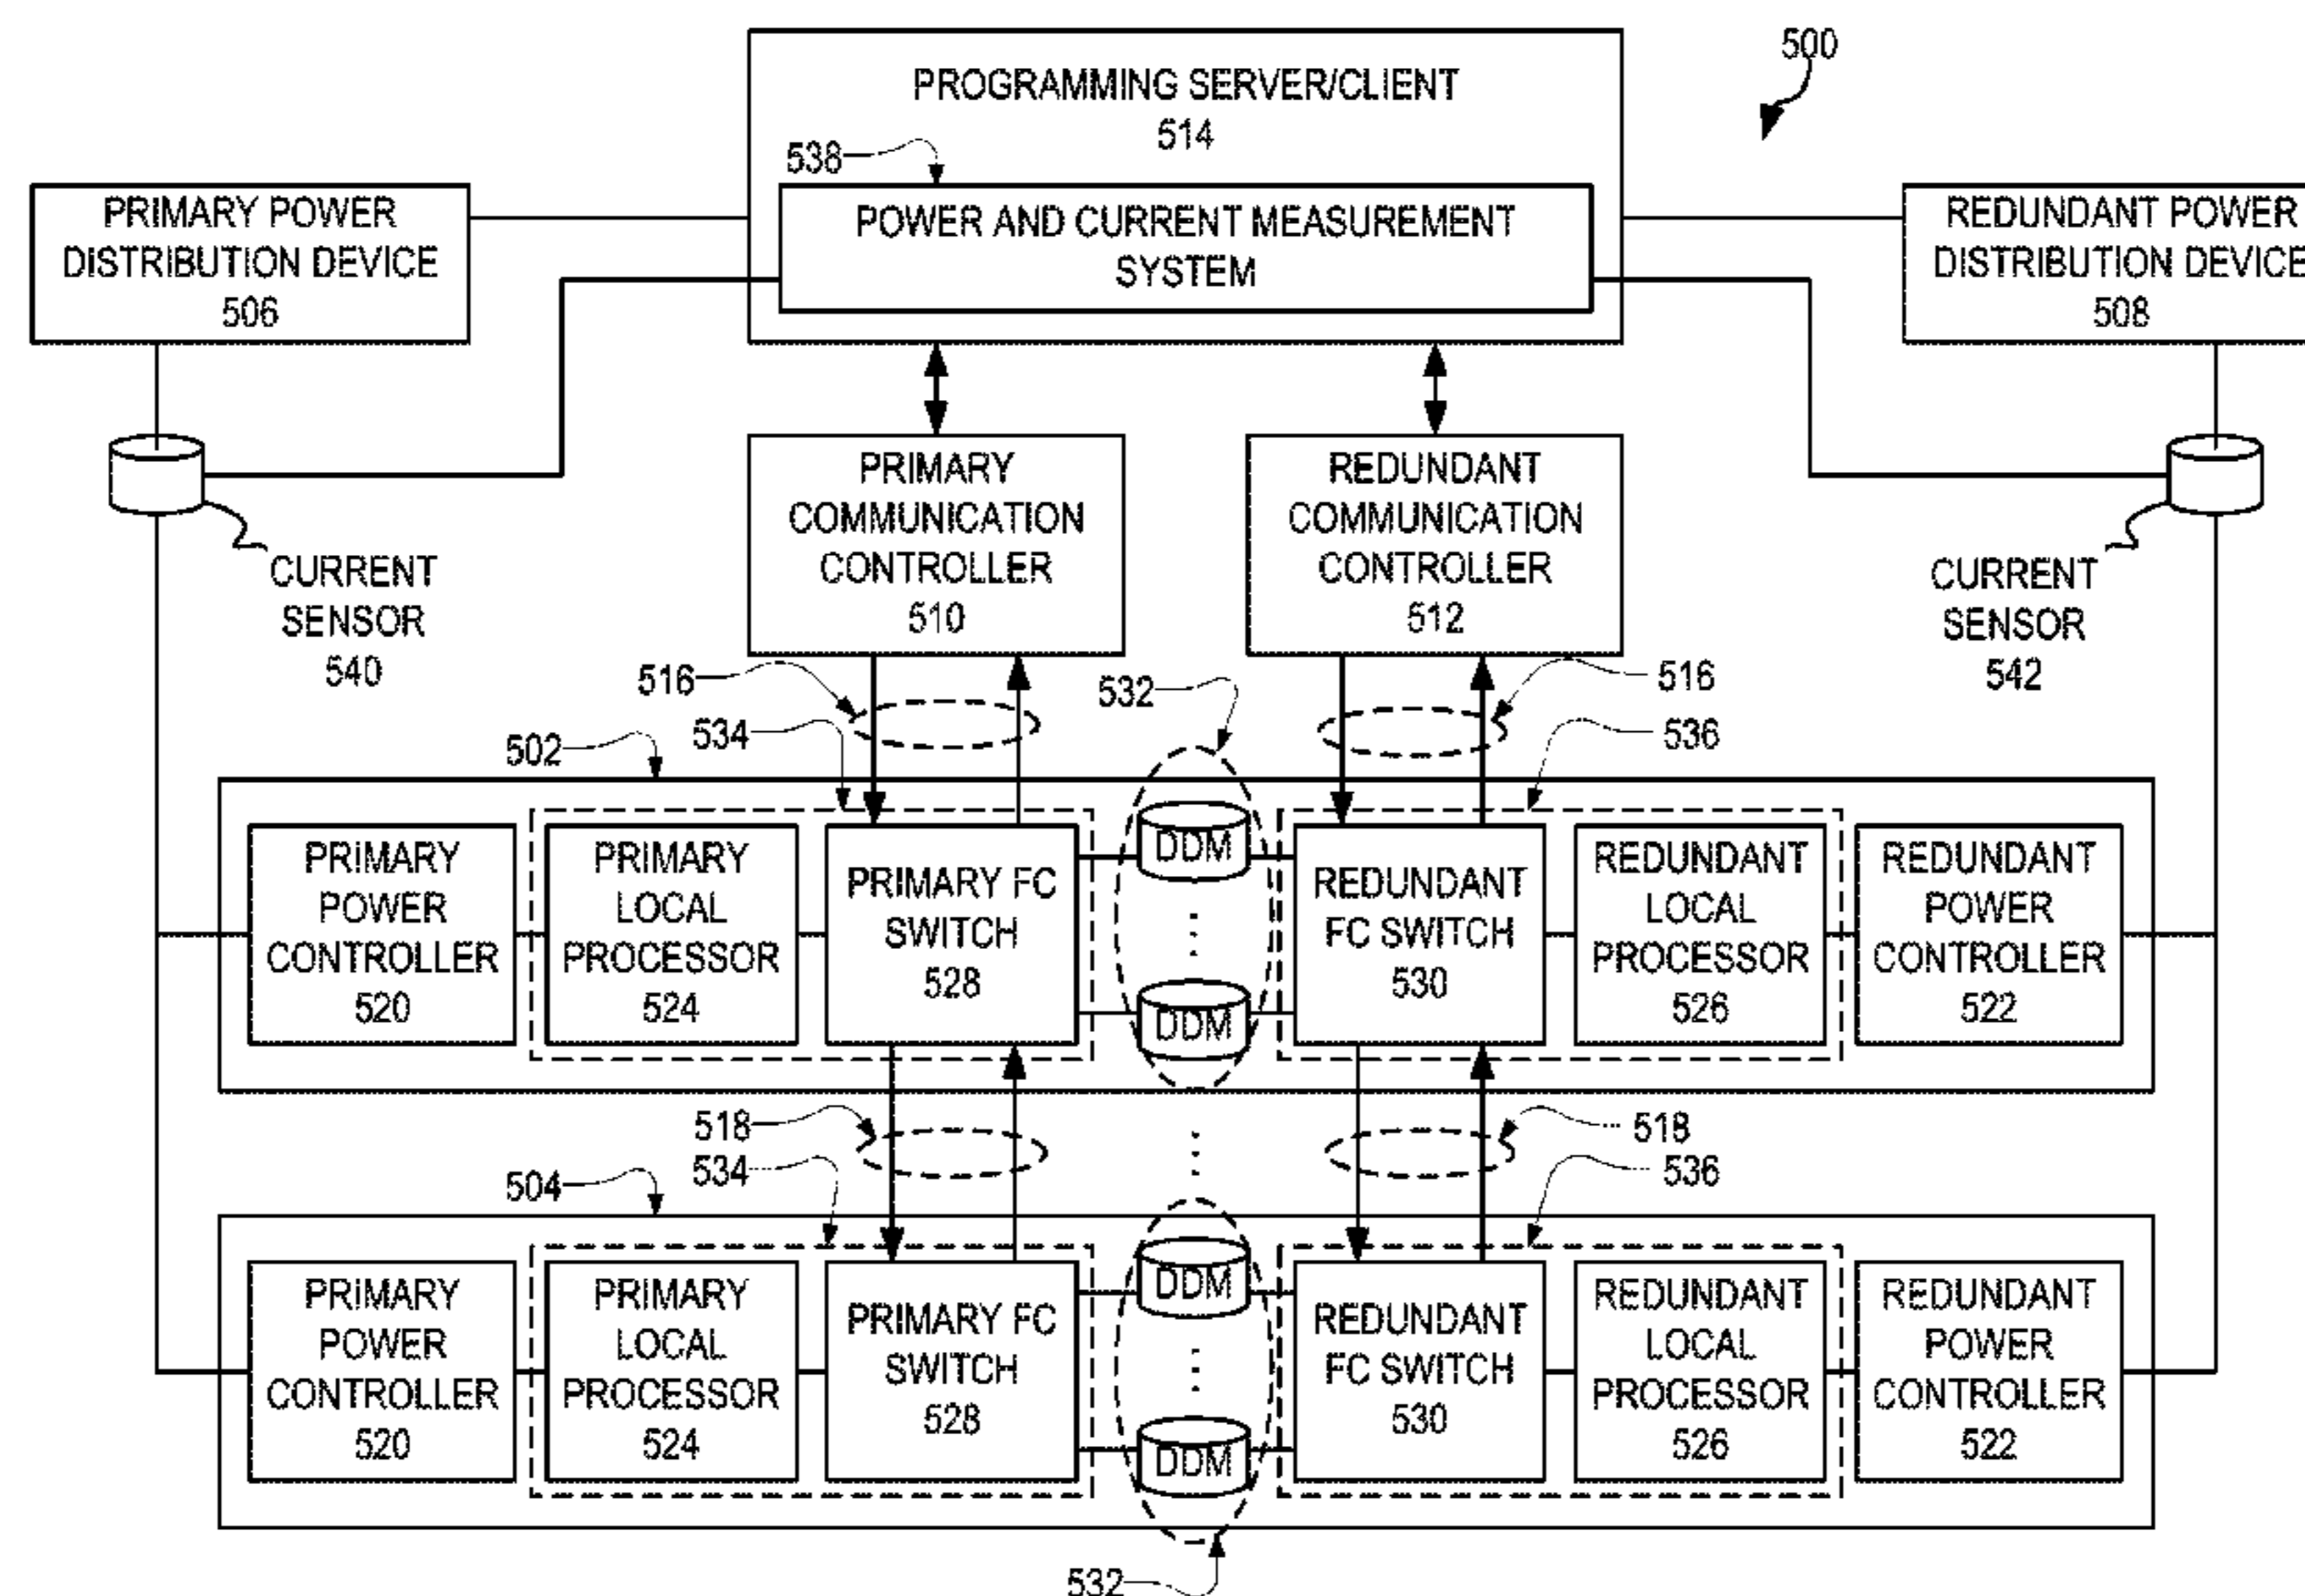 500
PROGRAMMING SERVER/CLIENT
514
538
POWER AND CURRENT MEASUREMENT
SYSTEM
PRIMARY POWER
DISTRIBUTION DEVICE
506
REDUNDANT POWER
DISTRIBUTION DEVICE
508
CURRENT
SENSOR
540
PRIMARY
COMMUNICATION
CONTROLLER
510
REDUNDANT
COMMUNICATION
CONTROLLER
512
CURRENT
SENSOR
542
516
534
502
532
516
536
PRIMARY
POWER
CONTROLLER
520
PRIMARY
LOCAL
PROCESSOR
524
PRIMARY FC
SWITCH
528
DDM
DDM
REDUNDANT
FC SWITCH
530
REDUNDANT
LOCAL
PROCESSOR
526
REDUNDANT
POWER
CONTROLLER
522
518
534
504
518
536
PRIMARY
POWER
CONTROLLER
520
PRIMARY
LOCAL
PROCESSOR
524
PRIMARY FC
SWITCH
528
DDM
DDM
REDUNDANT
FC SWITCH
530
REDUNDANT
LOCAL
PROCESSOR
526
REDUNDANT
POWER
CONTROLLER
522
532